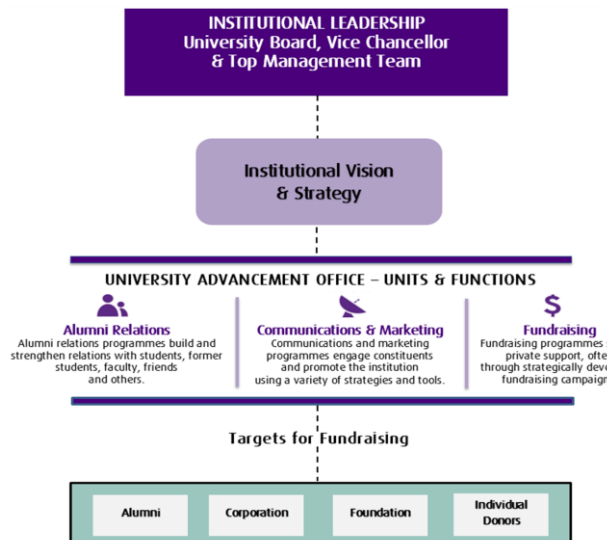 INSTITUTIONAL LEADERSHIP
University Board, Vice Chancellor
& Top Management Team
Institutional Vision
& Strategy
UNIVERSITY ADVANCEMENT OFFICE – UNITS & FUNCTIONS
Alumni Relations
Alumni relations programmes build and
strengthen relations with students, former
students, faculty, friends
and others.
Communications & Marketing
Communications and marketing
programmes engage constituents
and promote the institution
using a variety of strategies and tools.
$
Fundraising
Fundraising programmes
private support,
through strategically
fundraising
Targets for Fundraising
Alumni
Corporation
Foundation
Individual
Donors